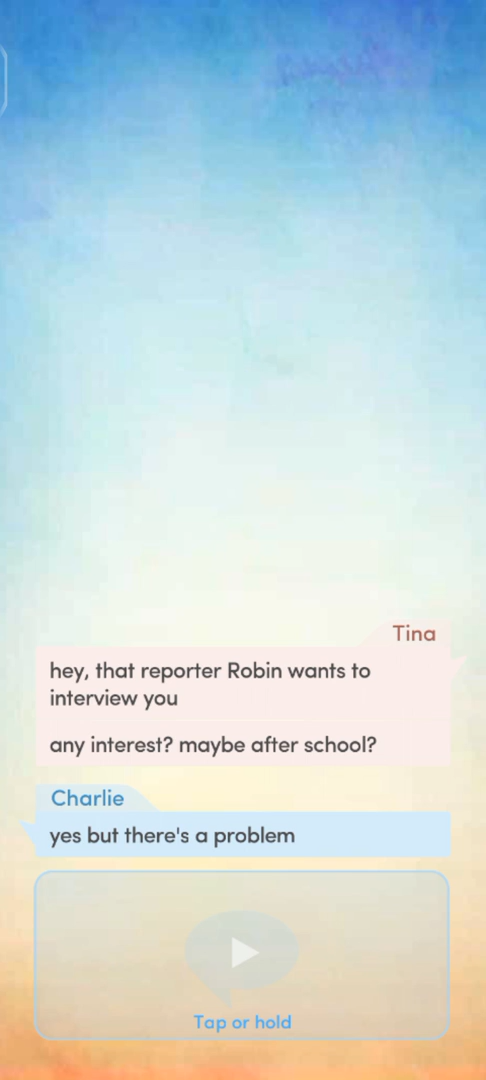 Tina
hey, that reporter Robin wants to
interview you
any interest? maybe after school?
Charlie
yes but there's a problem
Tap or hold